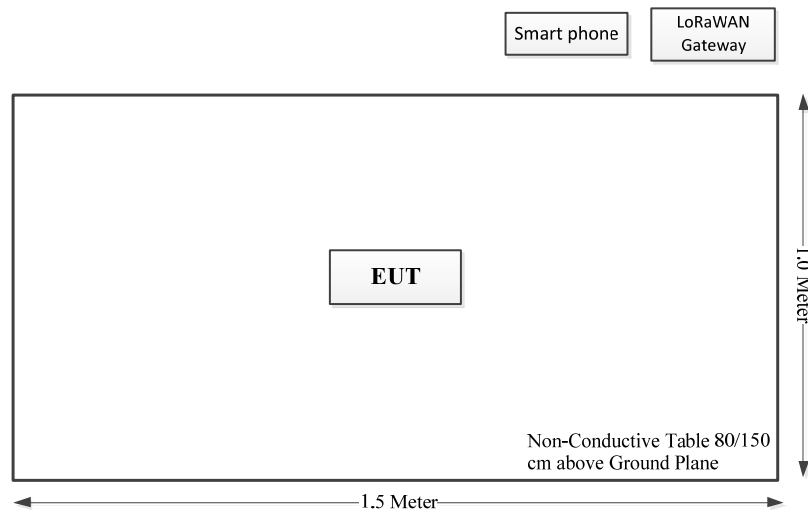 Smart phone
LoRaWAN
Gateway
EUT
1.0 Meter
Non-Conductive Table 80/150
cm above Ground Plane
1.5 Meter